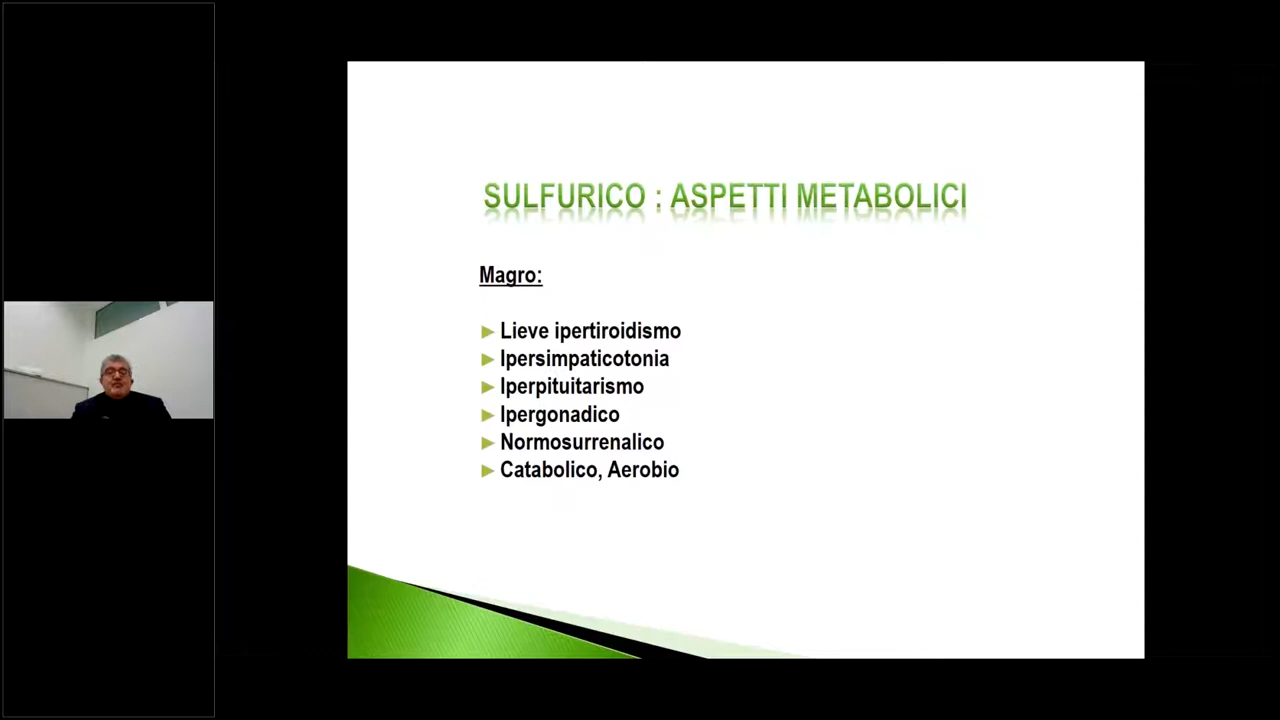 SULFURICO : ASPETTI METABOLICI
Magro:
Lieve ipertiroidismo
Ipersimpaticotonia
Iperpituitarismo
Ipergonadico
Normosurrenalico
Catabolico, Aerobio